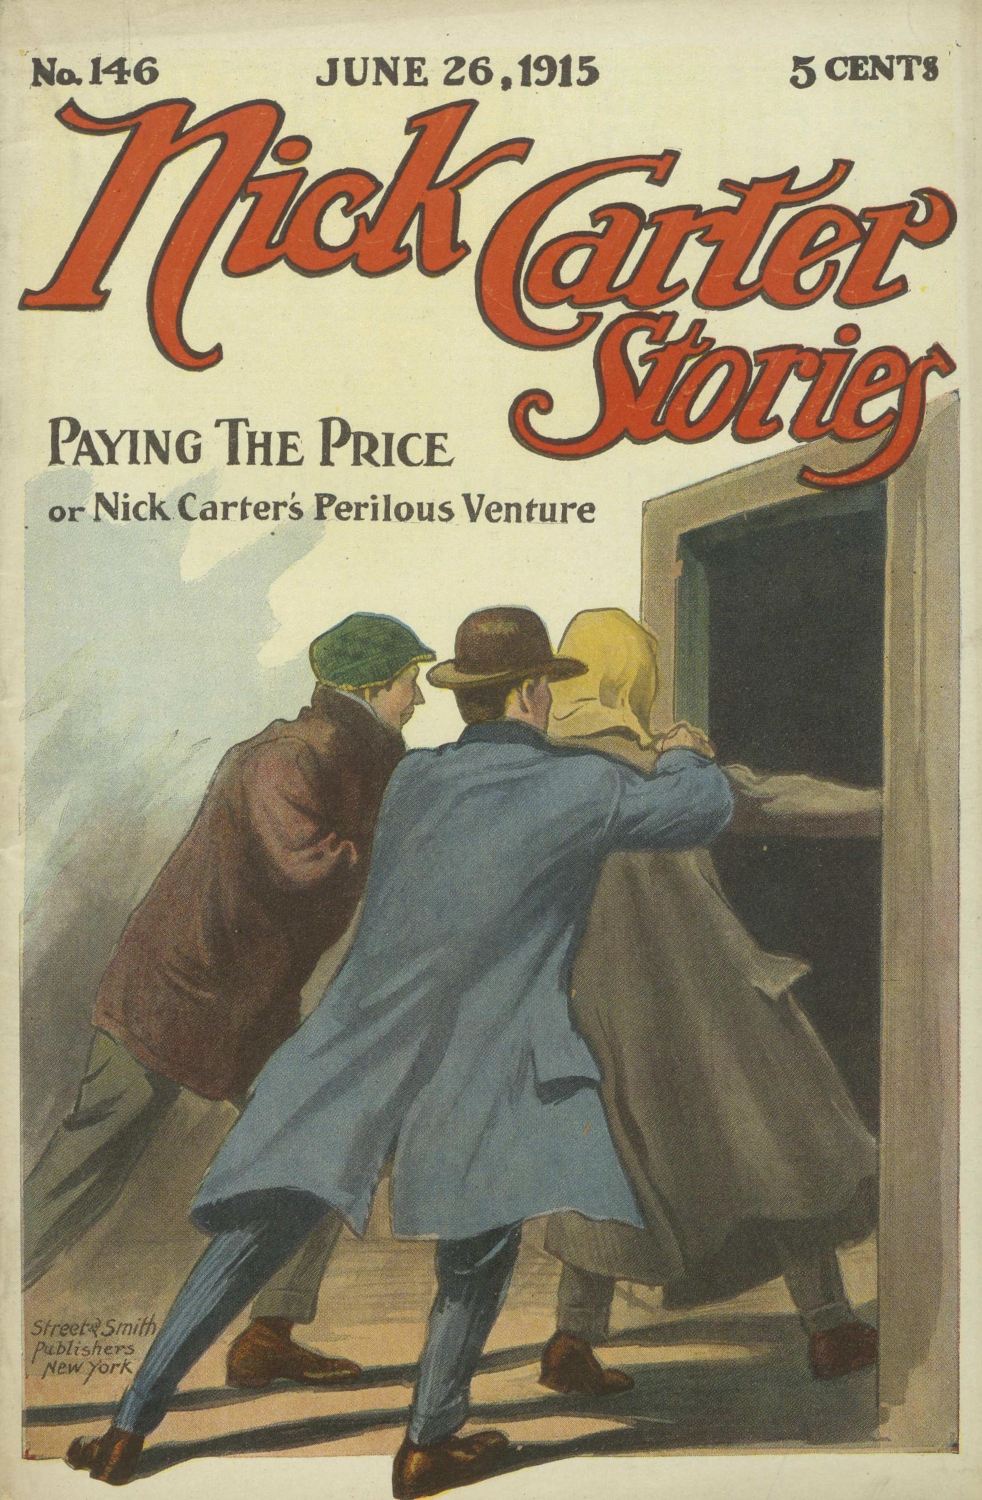 No. 146 JUNE 26, 1915 5 CENTS
Nick Carter
Stories
PAYING THE PRICE
or Nick Carter's Perilous Venture
Street & Smith
Publishers
New York